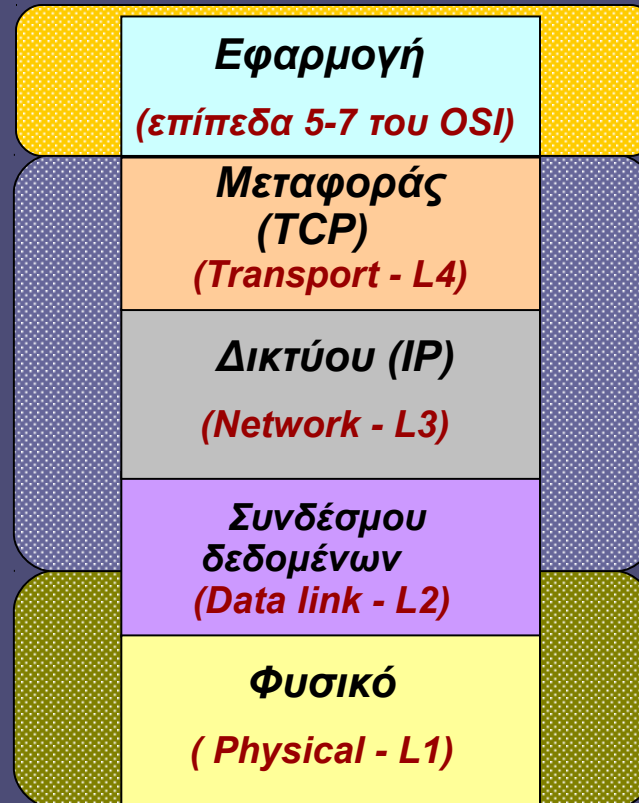 Εφαρμογή
(επίπεδα 5-7 του OSI)
Μεταφοράς
(TCP)
(Transport - L4)
Δικτύου (IP)
(Network - L3)
Συνδέσμου
δεδομένων
(Data link - L2)
Φυσικό
( Physical - L1)